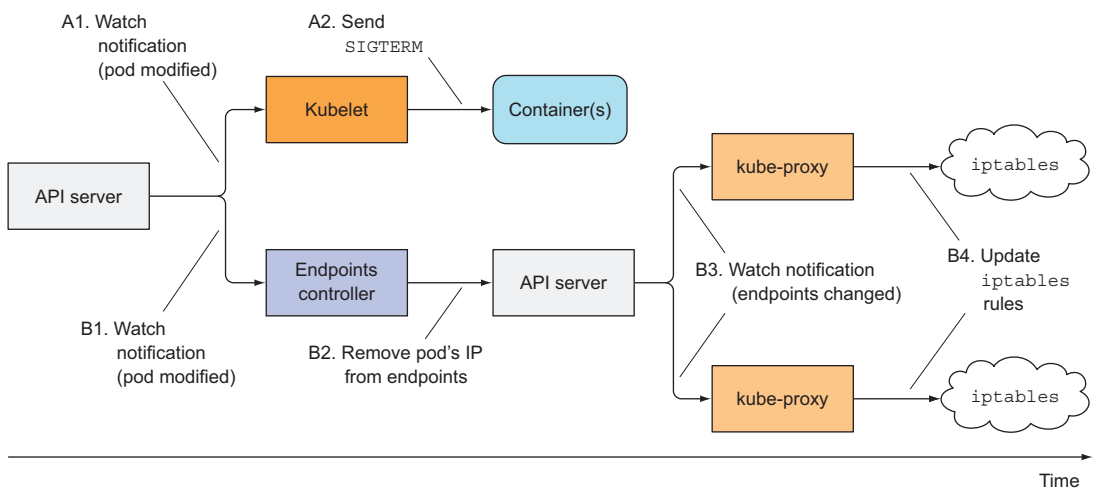 A1. Watch
notification
(pod modified)
A2. Send
SIGTERM
Kubelet
Container(s)
API server
kube-proxy
iptables
Endpoints
controller
API server
B3. Watch notification
(endpoints changed)
B4. Update
iptables
rules
B1. Watch
notification
(pod modified)
B2. Remove pod's IP
from endpoints
kube-proxy
iptables
Time